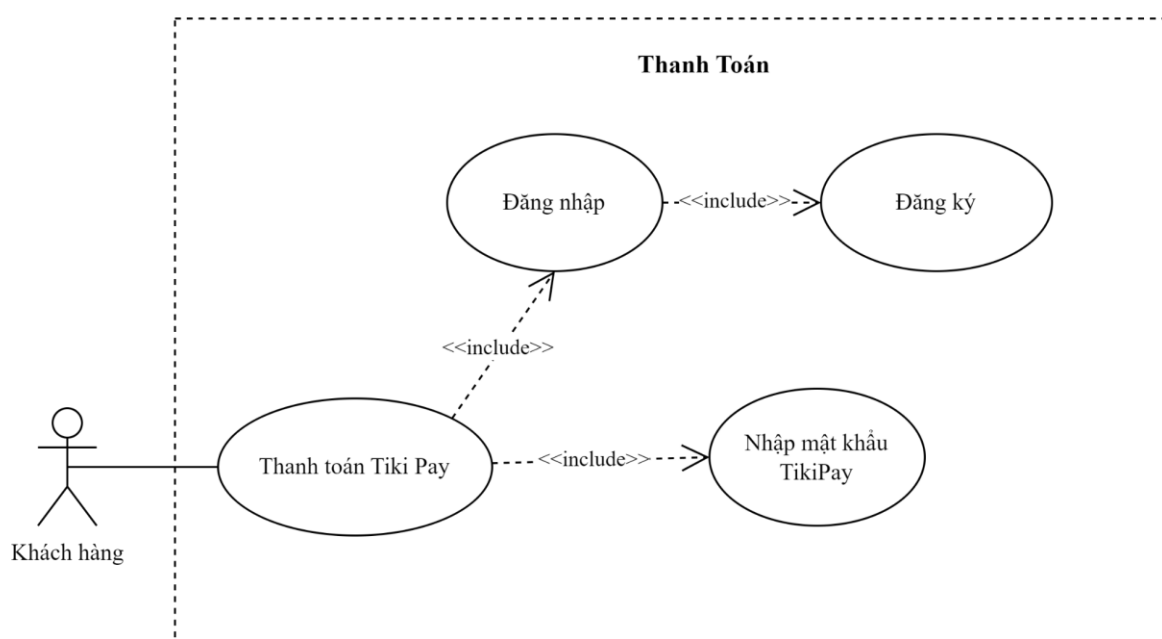 Thanh Toán
Đăng nhập
<<include>>
Đăng ký
<<include>>
Thanh toán Tiki Pay
<<include>>
Nhập mật khẩu
TikiPay
Khách hàng